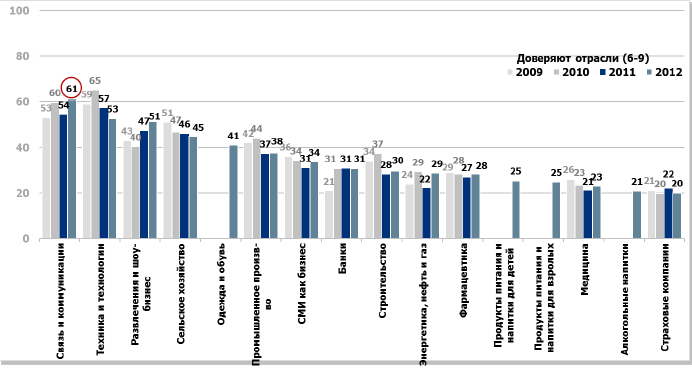 100
80
60
40
20
0
Доверяют отрасли (6-9)
2009 2010 2011 2012
53 60 54 61
59 65 57 53
43 40 47 51
51 47 46 45
41
42 44 37 38
36 34 31 34
21 31 31 31
34 37 28 30
24 29 22 29
29 28 27 28
25
25
26 23 21 23
21
21 20 22 20
Связь и коммуникации
Техника и технологии
Развлечения и шоу-
бизнес
Сельское хозяйство
Одежда и обувь
Промышленное произв-
во
СМИ как бизнес
Банки
Строительство
Энергетика, нефть и газ
Фармацевтика
Продукты питания и
напитки для детей
Продукты питания и
напитки для взрослых
Медицина
Алкогольные напитки
Страховые компании